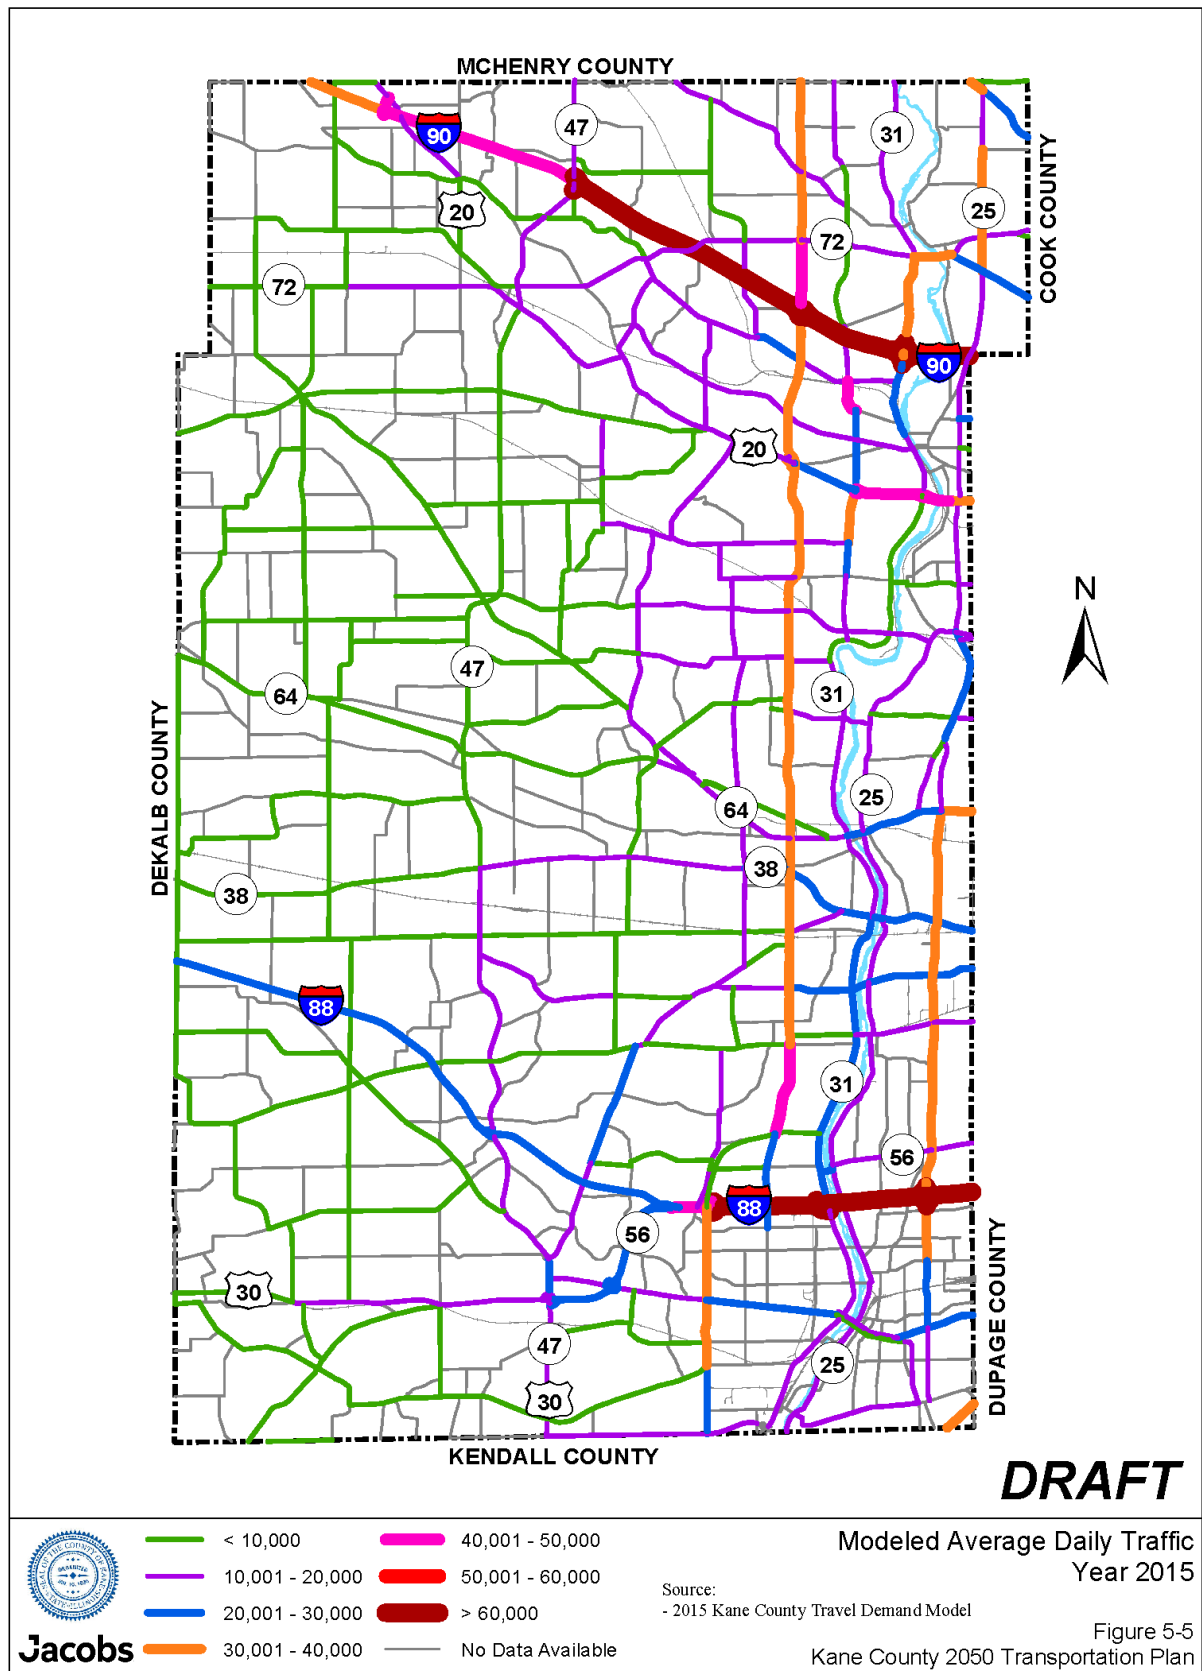 MCHENRY COUNTY
90
47
31
20
25
72
72
COOK COUNTY
90
20
N
47
64
31
DEKALB COUNTY
25
64
38
38
88
31
56
88
56
30
DUPAGE COUNTY
47
25
30
KENDALL COUNTY
DRAFT
< 10,000
10,001 - 20,000
20,001 - 30,000
30,001 - 40,000
40,001 - 50,000
50,001 - 60,000
> 60,000
No Data Available
Jacobs
Source:
- 2015 Kane County Travel Demand Model
Modeled Average Daily Traffic
Year 2015
Figure 5-5
Kane County 2050 Transportation Plan